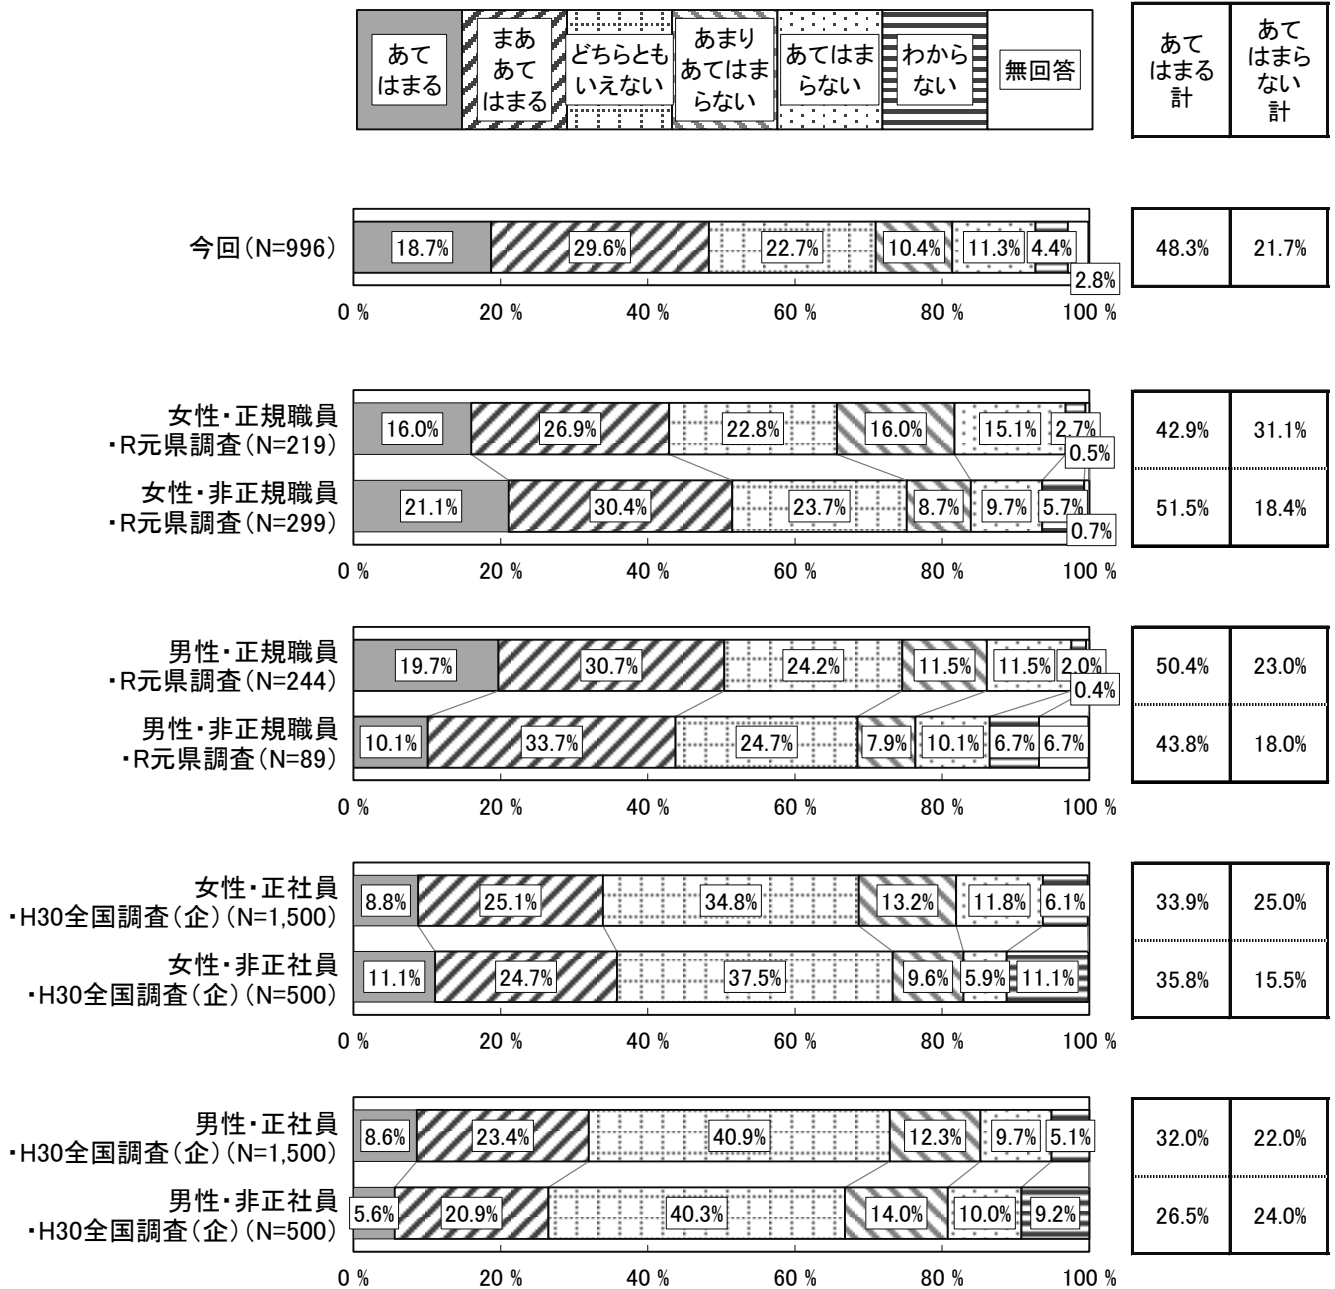 あて
はまる
まあ
あて
はまる
どちらとも
いえない
あまり
あてはま
らない
あてはま
らない
わから
ない
無回答
あて
はまる
計
あて
はまら
ない
計
今回(N=996)
18.7% 29.6% 22.7% 10.4% 11.3% 4.4% 2.8%
48.3% 21.7%
0 % 20 % 40 % 60 % 80 % 100 %
女性・正規職員
・R元県調査(N=219)
16.0% 26.9% 22.8% 16.0% 15.1% 2.7% 0.5%
42.9% 31.1%
女性・非正規職員
・R元県調査(N=299)
21.1% 30.4% 23.7% 8.7% 9.7% 5.7% 0.7%
51.5% 18.4%
0 % 20 % 40 % 60 % 80 % 100 %
男性・正規職員
・R元県調査(N=244)
19.7% 30.7% 24.2% 11.5% 11.5% 2.0% 0.4%
50.4% 23.0%
男性・非正規職員
・R元県調査(N=89)
10.1% 33.7% 24.7% 7.9% 10.1% 6.7% 6.7%
43.8% 18.0%
0 % 20 % 40 % 60 % 80 % 100 %
女性・正社員
・H30全国調査(企)(N=1,500)
8.8% 25.1% 34.8% 13.2% 11.8% 6.1%
33.9% 25.0%
女性・非正社員
・H30全国調査(企)(N=500)
11.1% 24.7% 37.5% 9.6% 5.9% 11.1%
35.8% 15.5%
0 % 20 % 40 % 60 % 80 % 100 %
男性・正社員
・H30全国調査(企)(N=1,500)
8.6% 23.4% 40.9% 12.3% 9.7% 5.1%
32.0% 22.0%
男性・非正社員
・H30全国調査(企)(N=500)
5.6% 20.9% 40.3% 14.0% 10.0% 9.2%
26.5% 24.0%
0 % 20 % 40 % 60 % 80 % 100 %